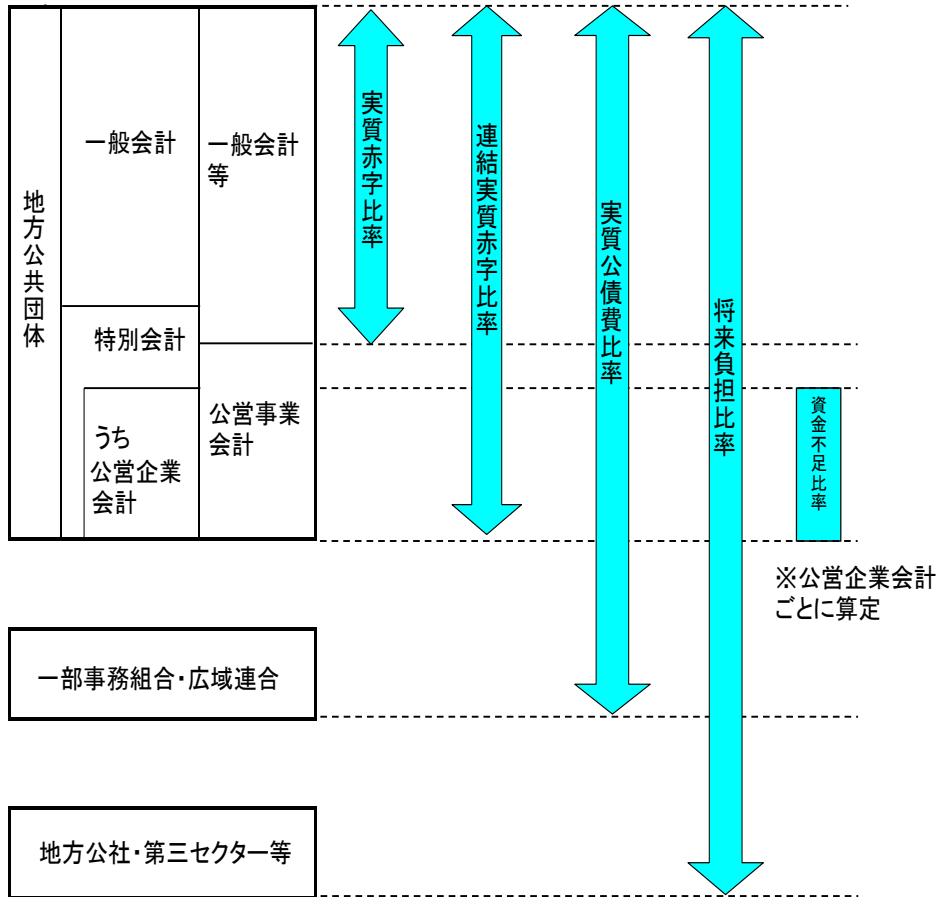 地方公共団体
一般会計
一般会計
等
特別会計
うち
公営企業
会計
公営事業
会計
実質赤字比率
連結実質赤字比率
実質公債費比率
将来負担比率
資金不足比率
※公営企業会計
ごとに算定
一部事務組合・広域連合
地方公社・第三セクター等